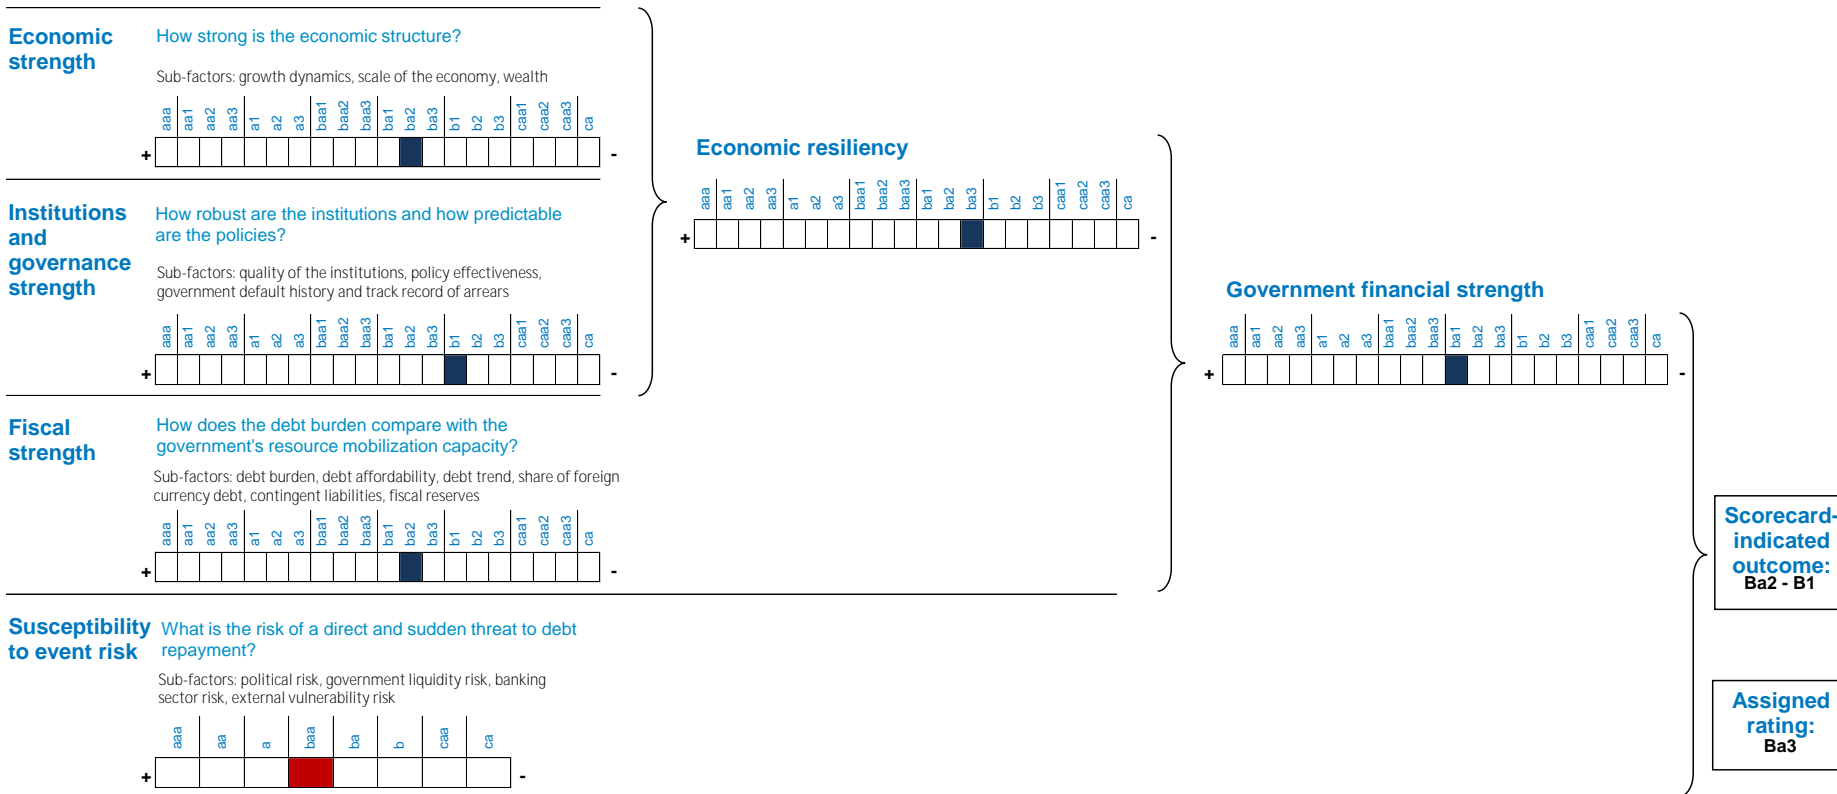 Economic
strength
How strong is the economic structure?
Sub-factors: growth dynamics, scale of the economy, wealth
aaa aa1 aa2 aa3 a1 a2 a3 baa1 baa2 baa3 ba1 ba2 ba3 b1 b2 b3 caa1 caa2 caa3 ca
+ -
Institutions
and
governance
strength
How robust are the institutions and how predictable
are the policies?
Sub-factors: quality of the institutions, policy effectiveness,
government default history and track record of arrears
aaa aa1 aa2 aa3 a1 a2 a3 baa1 baa2 baa3 ba1 ba2 ba3 b1 b2 b3 caa1 caa2 caa3 ca
+ -
Fiscal
strength
How does the debt burden compare with the
government's resource mobilization capacity?
Sub-factors: debt burden, debt affordability, debt trend, share of foreign
currency debt, contingent liabilities, fiscal reserves
aaa aa1 aa2 aa3 a1 a2 a3 baa1 baa2 baa3 ba1 ba2 ba3 b1 b2 b3 caa1 caa2 caa3 ca
+ -
Susceptibility
to event risk
What is the risk of a direct and sudden threat to debt
repayment?
Sub-factors: political risk, government liquidity risk, banking
sector risk, external vulnerability risk
aaa aa a baa ba b caa ca
+ -
Economic resiliency
aaa aa1 aa2 aa3 a1 a2 a3 baa1 baa2 baa3 ba1 ba2 ba3 b1 b2 b3 caa1 caa2 caa3 ca
+ -
Government financial strength
aaa aa1 aa2 aa3 a1 a2 a3 baa1 baa2 baa3 ba1 ba2 ba3 b1 b2 b3 caa1 caa2 caa3 ca
+ -
Scorecard-
indicated
outcome:
Ba2 - B1
Assigned
rating:
Ba3